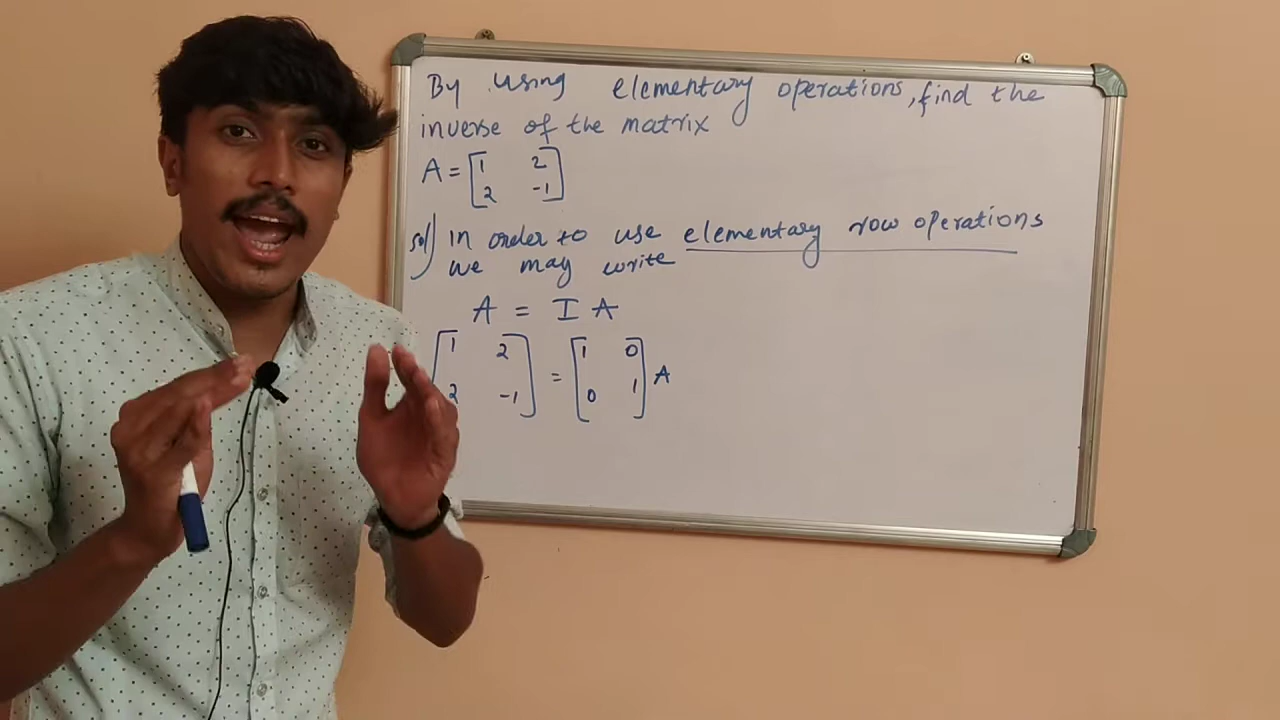 By using elementary operations, find the
inverse of the matrix
A = [1 2
2 -1]
sol) In order to use elementary row operations
we may write
A = I A
[1 2
2 -1] = [1 0
0 1] A